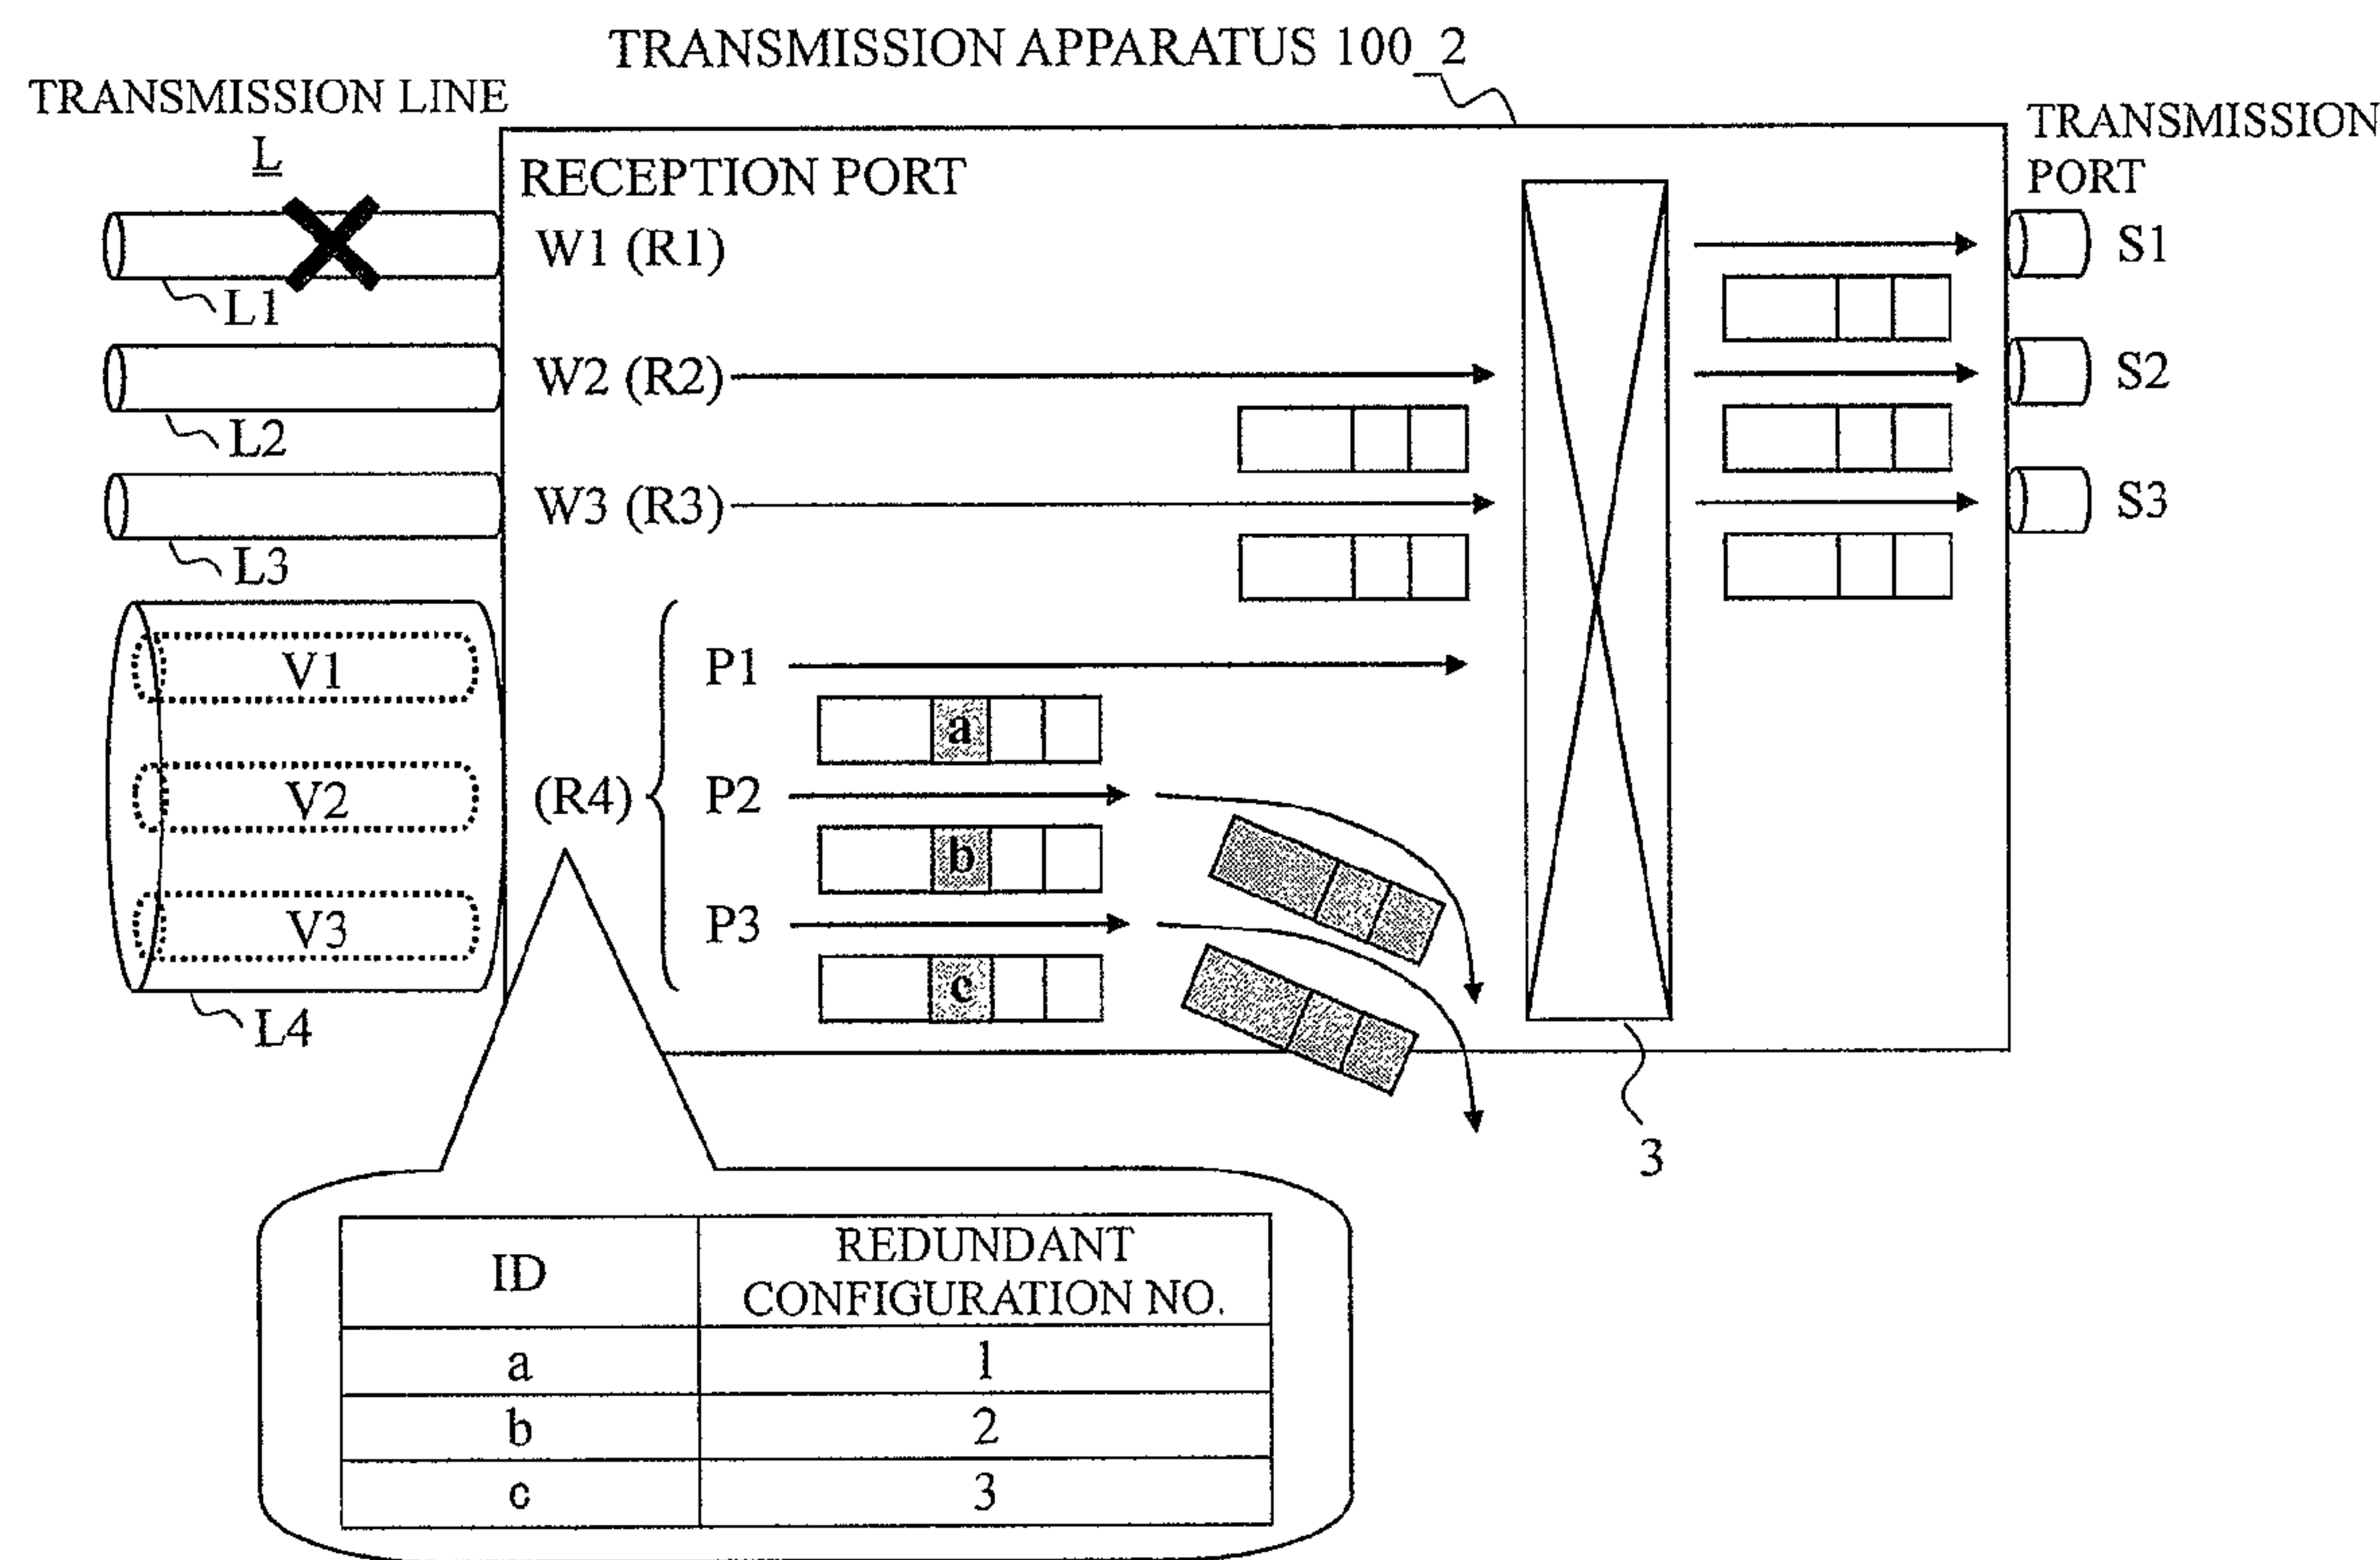 TRANSMISSION APPARATUS 100_2
TRANSMISSION LINE
L
TRANSMISSION
PORT
RECEPTION PORT
W1 (R1)
S1
L1
W2 (R2)
S2
L2
W3 (R3)
S3
L3
V1
P1
a
V2
(R4)
P2
b
V3
P3
c
L4
3
ID
REDUNDANT
CONFIGURATION NO.
a
1
b
2
c
3